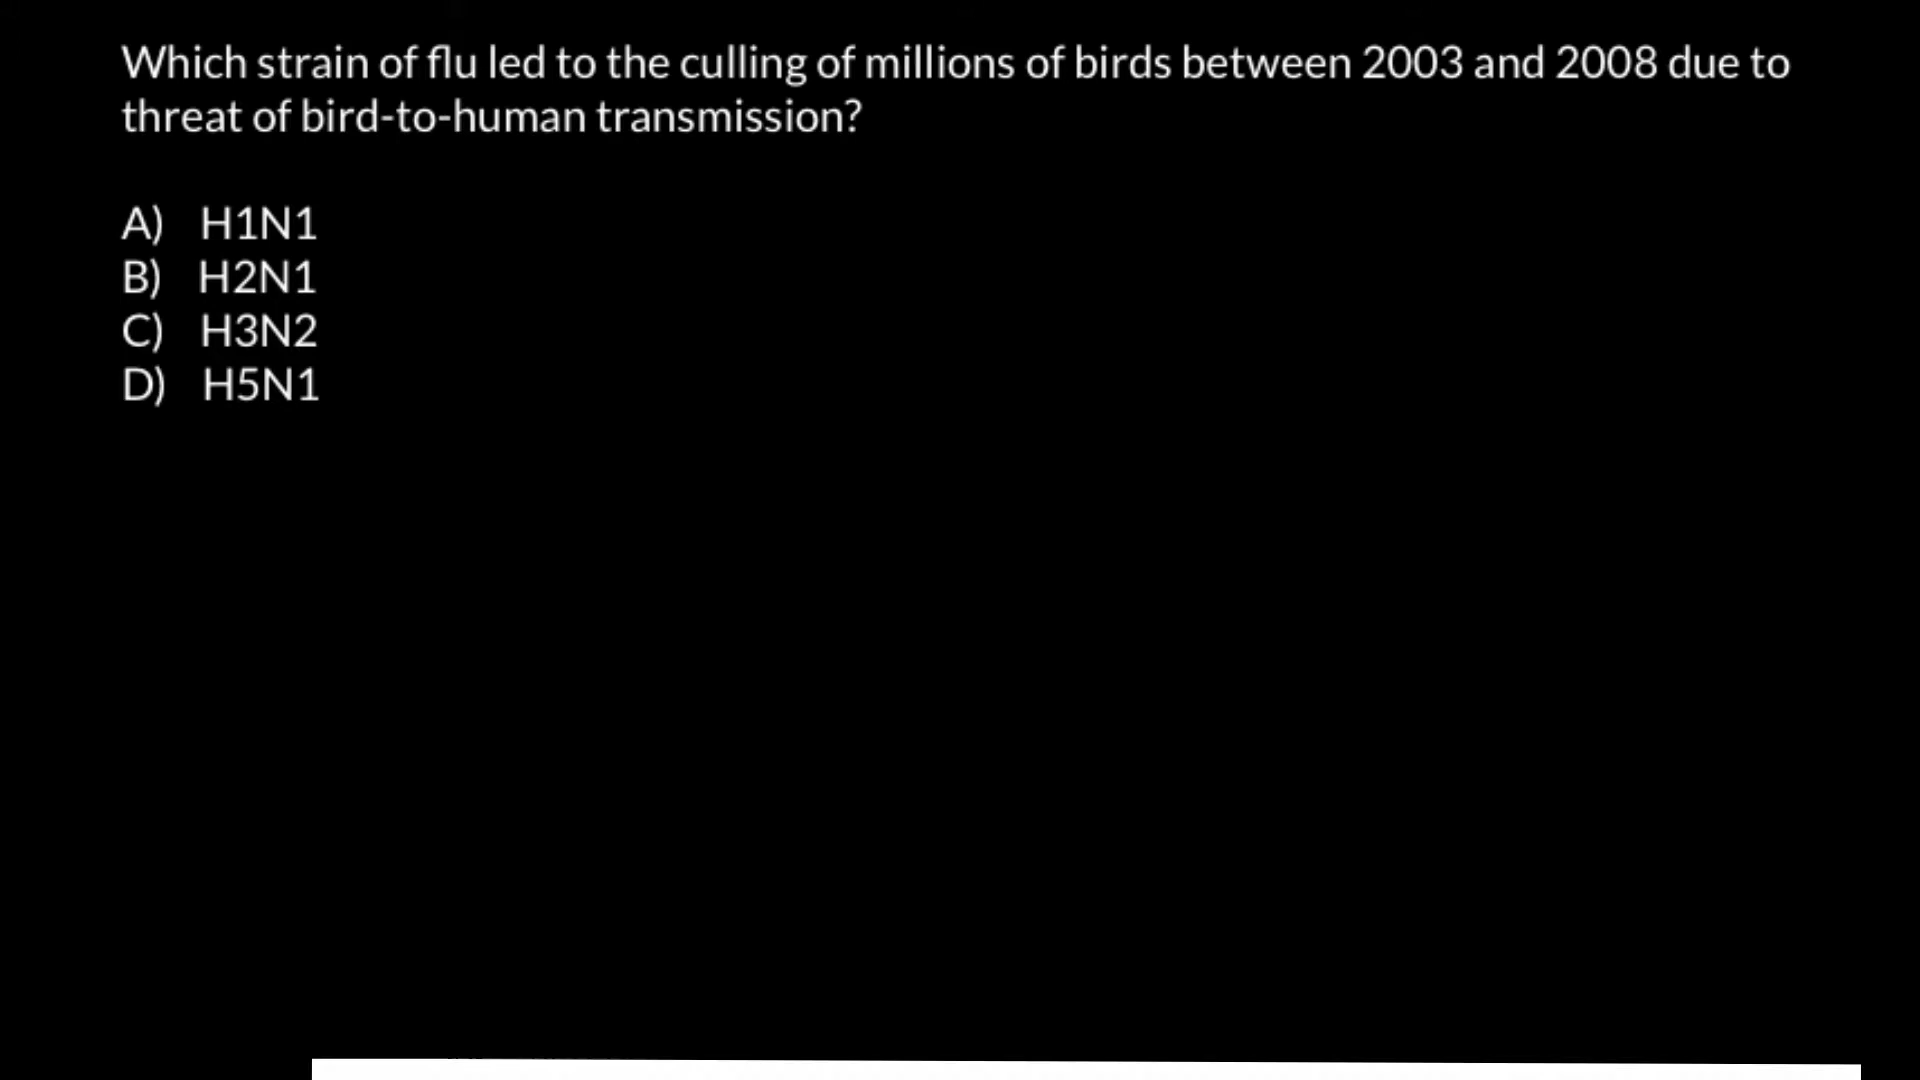 Which strain of flu led to the culling of millions of birds between 2003 and 2008 due to
threat of bird-to-human transmission?
A) H1N1
B) H2N1
C) H3N2
D) H5N1